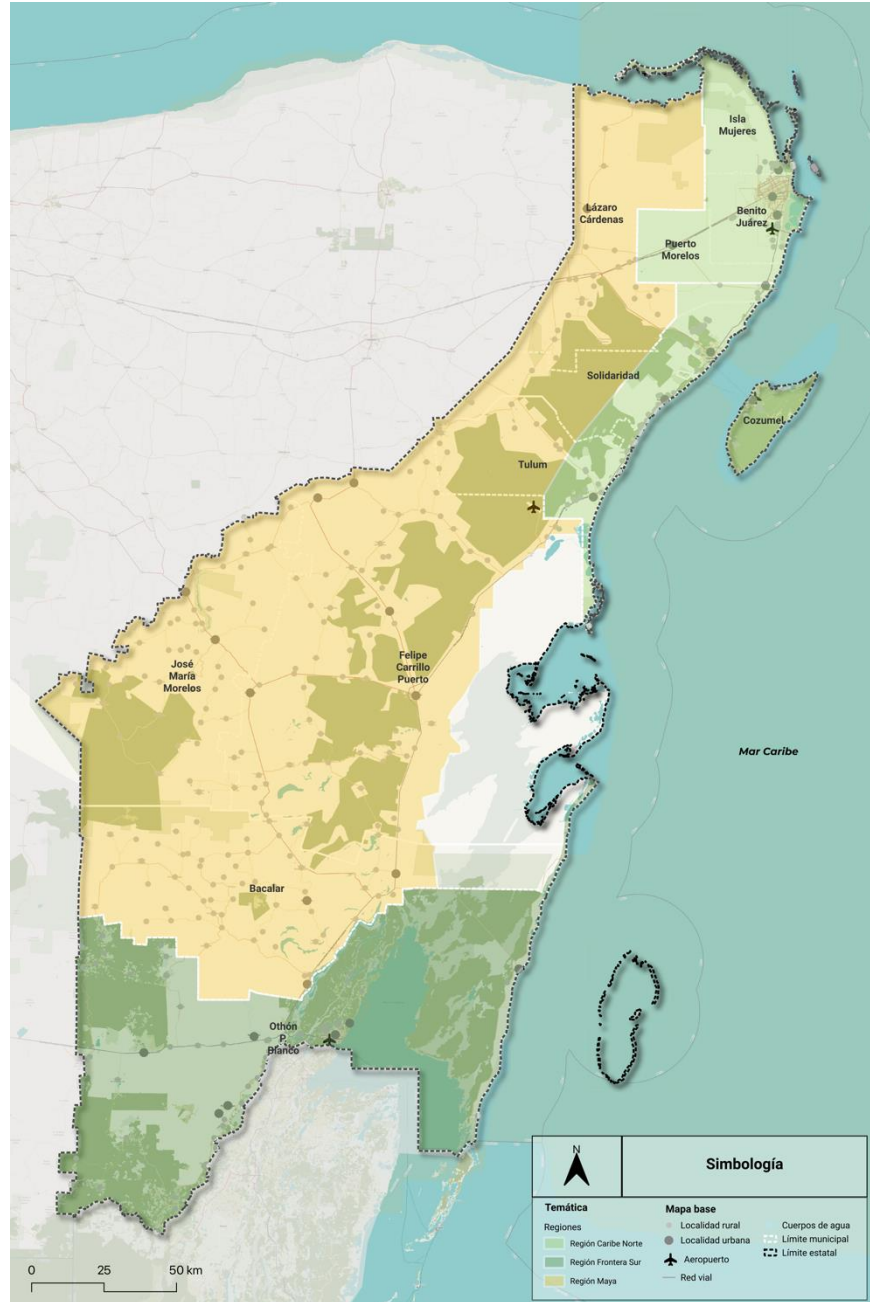 Isla
Mujeres
Lázaro
Cárdenas
Benito
Juárez
Puerto
Morelos
Solidaridad
Cozumel
Tulum
Felipe
Carrillo
Puerto
José
María
Morelos
Mar Caribe
Bacalar
Othón
P.
Blanco
N
Simbología
Temática
Regiones
Región Caribe Norte
Región Frontera Sur
Región Maya
Mapa base
Localidad rural
Localidad urbana
Aeropuerto
Red vial
Cuerpos de agua
Límite municipal
Límite estatal
0 25 50 km